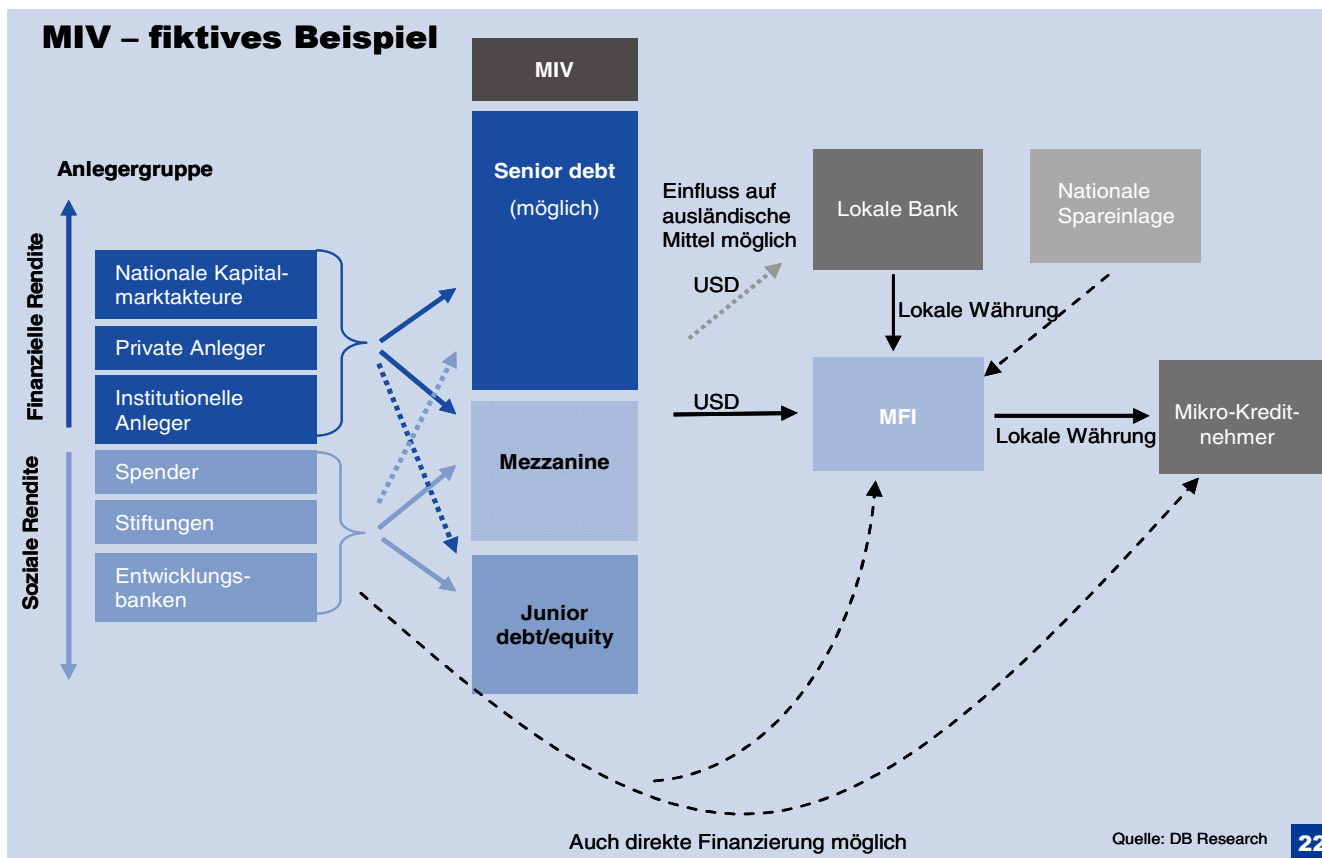 MIV – fiktives Beispiel
MIV
Anlegergruppe
Finanzielle Rendite
Soziale Rendite
Nationale Kapital-
marktakteure
Private Anleger
Institutionelle
Anleger
Spender
Stiftungen
Entwicklungs-
banken
Senior debt
(möglich)
Mezzanine
Junior
debt/equity
Einfluss auf
ausländische
Mittel möglich
USD
USD
Lokale Bank
Nationale
Spareinlage
Lokale Währung
MFI
Lokale Währung
Mikro-Kredit-
nehmer
Auch direkte Finanzierung möglich
Quelle: DB Research
22